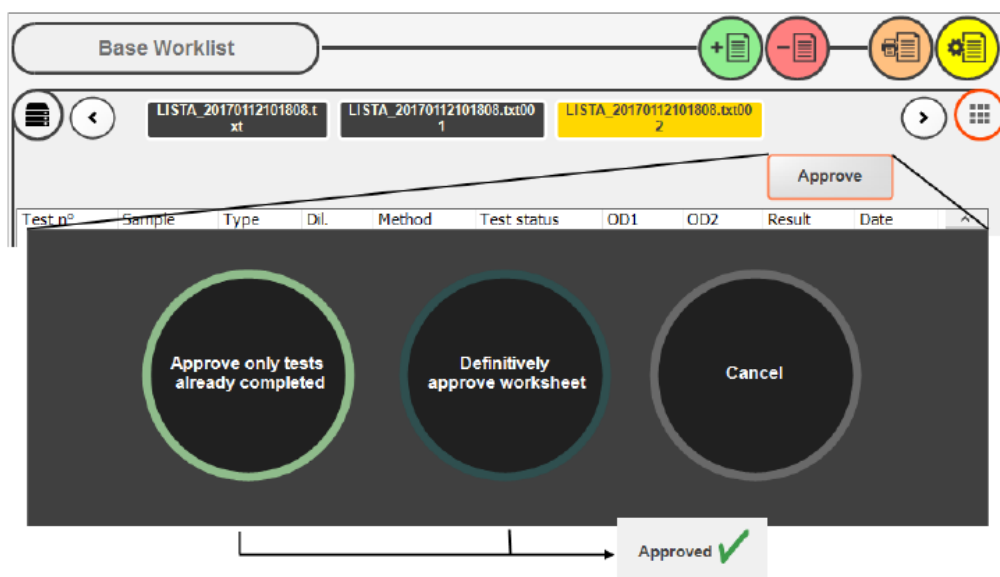 Base Worklist
LISTA_20170112101808.t
xt
LISTA_20170112101808.txt00
1
LISTA_20170112101808.txt00
2
Approve
Test n° Sample Type Dil. Method Test status OD1 OD2 Result Date
Approve only tests
already completed
Definitively
approve worksheet
Cancel
Approved